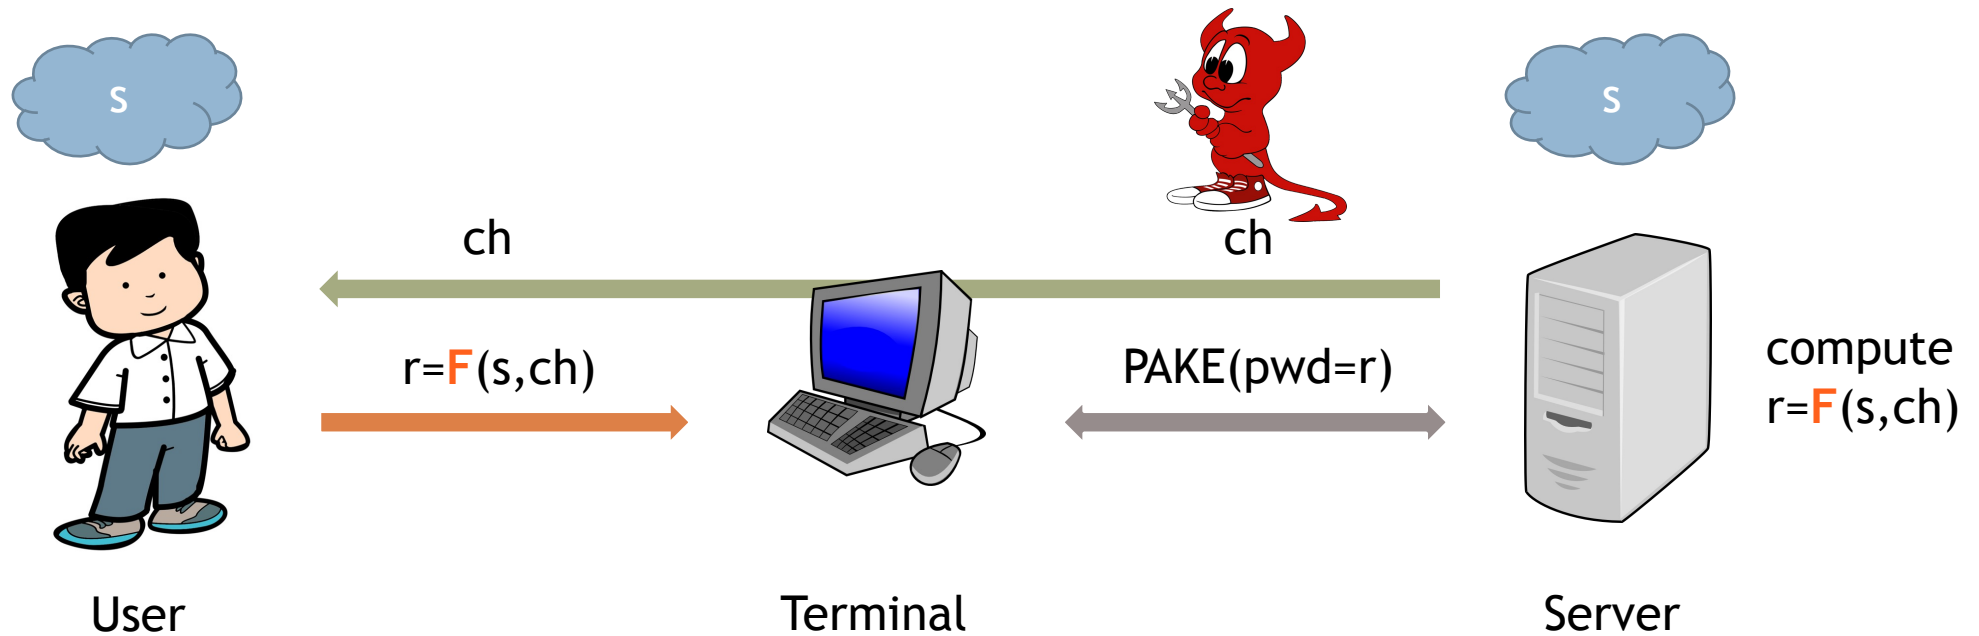 s
s
ch
ch
r=F(s,ch)
PAKE(pwd=r)
compute
r=F(s,ch)
User
Terminal
Server